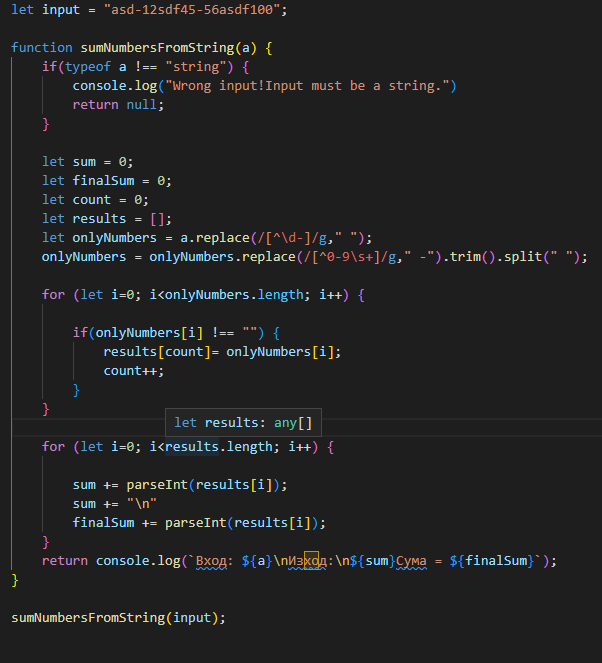 let input = "asd-12sdf45-56asdf100";
function sumNumbersFromString(a) {
if(typeof a !== "string") {
console.log("Wrong input!Input must be a string.")
return null;
}
let sum = 0;
let finalSum = 0;
let count = 0;
let results = [];
let onlyNumbers = a.replace(/[^\d-]/g," ");
onlyNumbers = onlyNumbers.replace(/[^0-9\s+]/g," -").trim().split(" ");
for (let i=0; i<onlyNumbers.length; i++) {
if(onlyNumbers[i] !== "") {
results[count]= onlyNumbers[i];
count++;
}
}
let results: any[]
for (let i=0; i<results.length; i++) {
sum += parseInt(results[i]);
sum += "\n"
finalSum += parseInt(results[i]);
}
return console.log(`Вход: ${a}\nИзход:\n${sum}Сума = ${finalSum}`);
}
sumNumbersFromString(input);